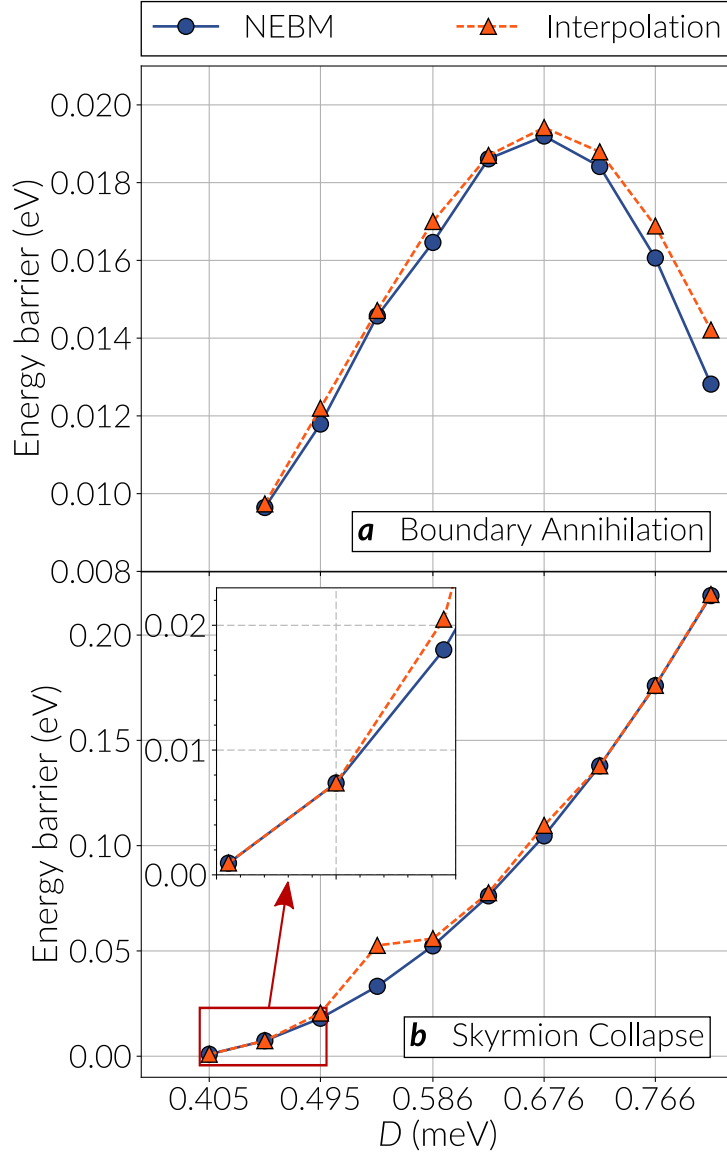 NEBM Interpolation
0.020
0.018
0.016
0.014
0.012
0.010
0.008
Energy barrier (eV)
a Boundary Annihilation
0.20
0.15
0.10
0.05
0.00
Energy barrier (eV)
0.02
0.01
0.00
b Skyrmion Collapse
0.405 0.495 0.586 0.676 0.766
D (meV)